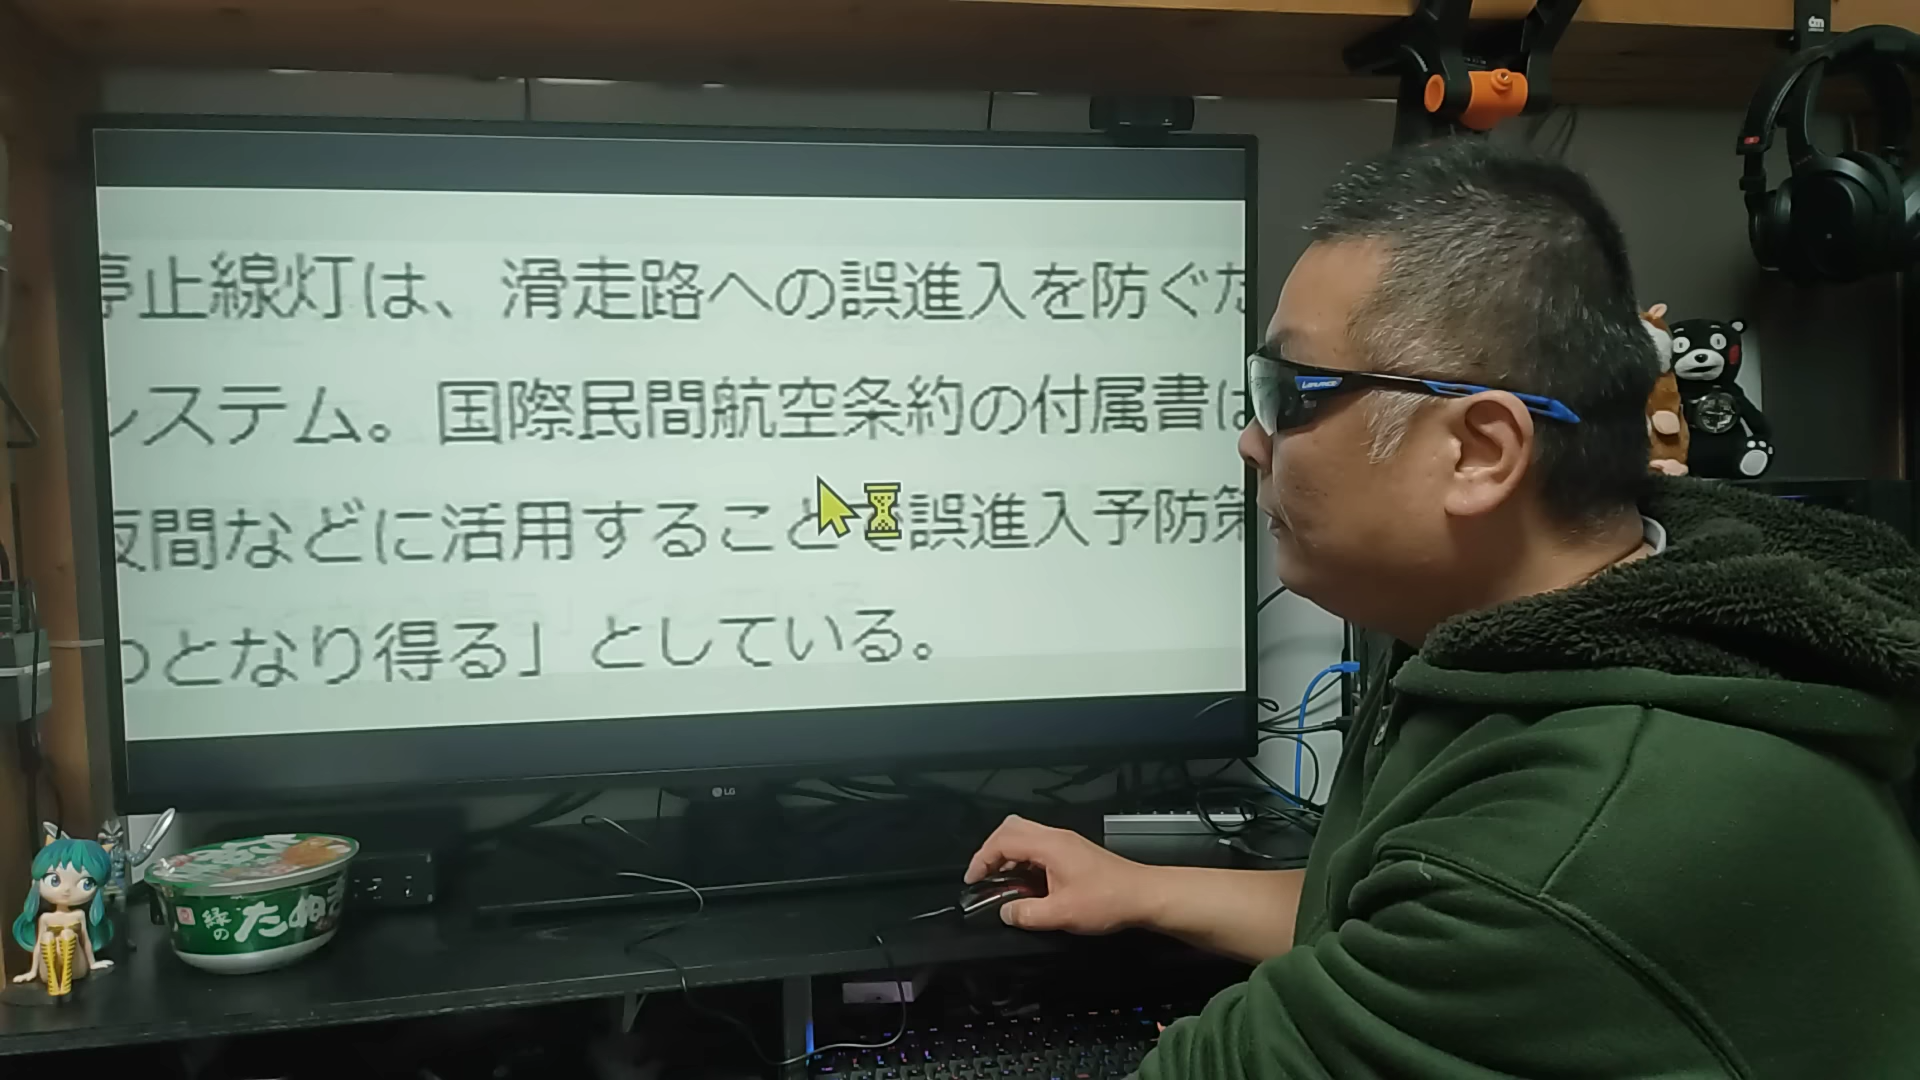 停止線灯は、滑走路への誤進入を防ぐた
システム。国際民間航空条約の付属書は
夜間などに活用することで誤進入予防策
つとなり得る」としている。
LG
緑の
たぬき
LOWRANCE